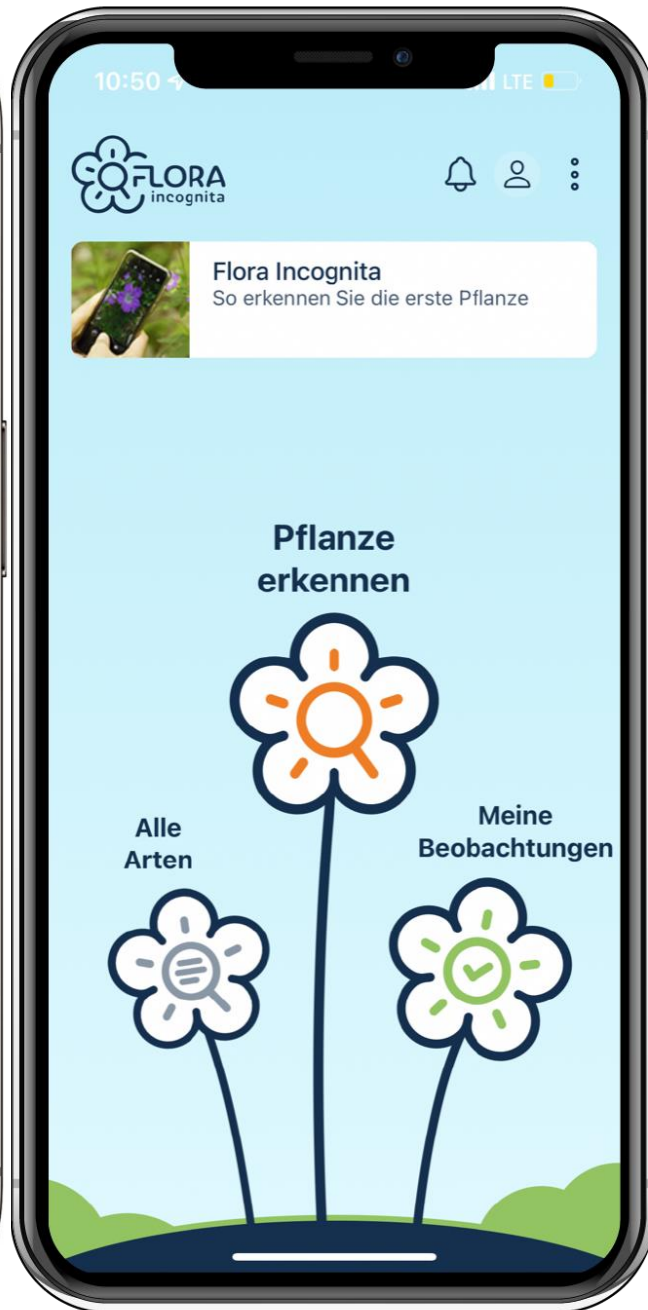 10:50
LTE
FLORA
incognita
Flora Incognita
So erkennen Sie die erste Pflanze
Pflanze
erkennen
Alle
Arten
Meine
Beobachtungen